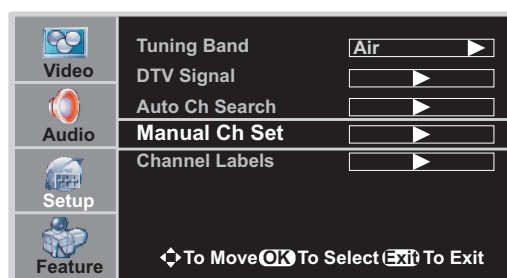 Video
Audio
Setup
Feature
Tuning Band Air
DTV Signal
Auto Ch Search
Manual Ch Set
Channel Labels
To Move OK To Select Exit To Exit